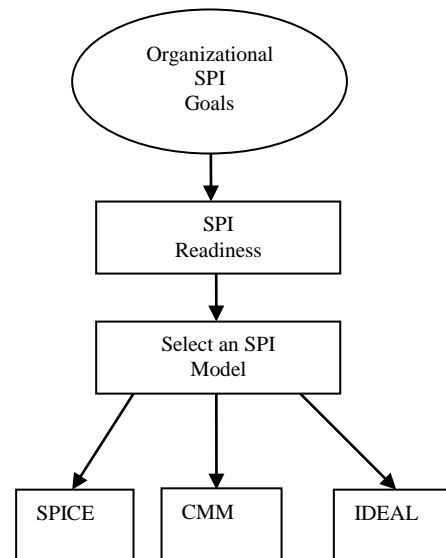 Organizational
SPI
Goals
SPI
Readiness
Select an SPI
Model
SPICE
CMM
IDEAL